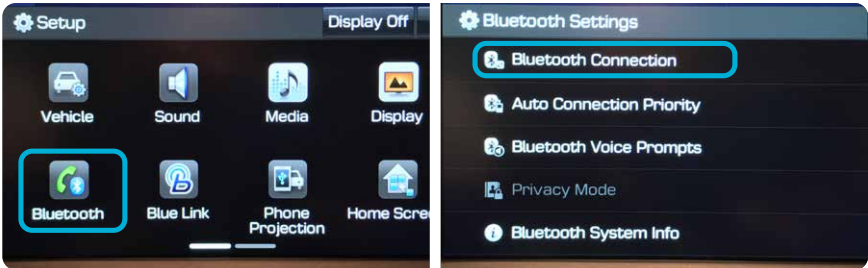 Setup
Display Off
Vehicle
Sound
Media
Display
Bluetooth
Blue Link
Phone
Projection
Home Scre
Bluetooth Settings
Bluetooth Connection
Auto Connection Priority
Bluetooth Voice Prompts
Privacy Mode
Bluetooth System Info